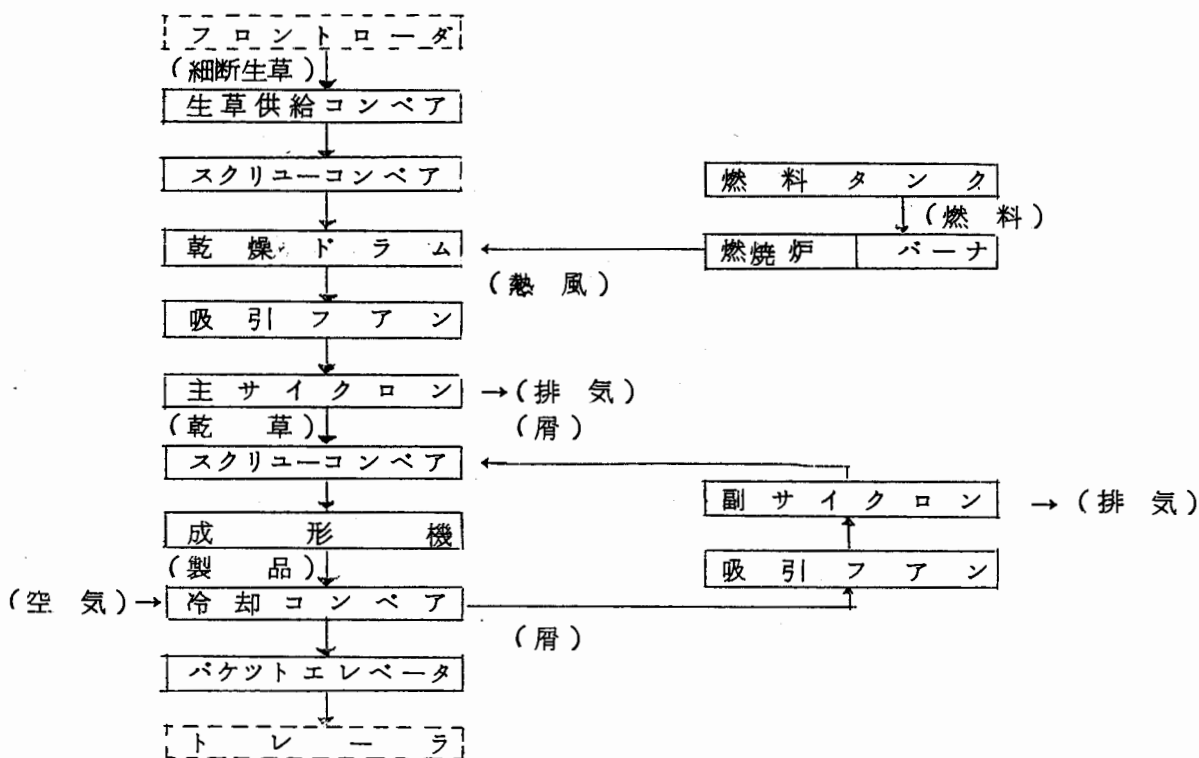 フロントローダ
(細断生草)
生草供給コンベア
スクリユーコンベア
燃料タンク
(燃料)
乾燥ドラム
燃焼炉 バーナ
(熱風)
吸引フアン
主サイクロン →(排気)
(乾草)
(屑)
スクリユーコンベア
副サイクロン → (排気)
成形機
(製品)
吸引フアン
(空気)→ 冷却コンベア
(屑)
バケツトエレベータ
トレーラ